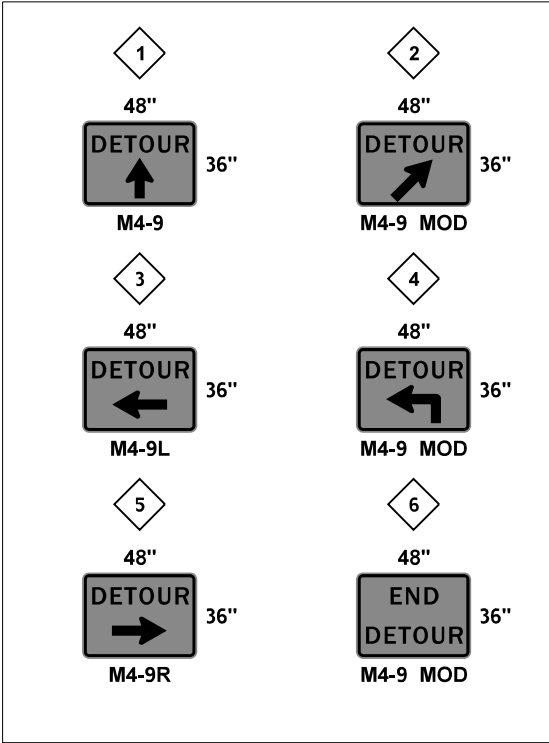 1
48"
DETOUR
36"
M4-9
2
48"
DETOUR
36"
M4-9 MOD
3
48"
DETOUR
36"
M4-9L
4
48"
DETOUR
36"
M4-9 MOD
5
48"
DETOUR
36"
M4-9R
6
48"
END
DETOUR
36"
M4-9 MOD